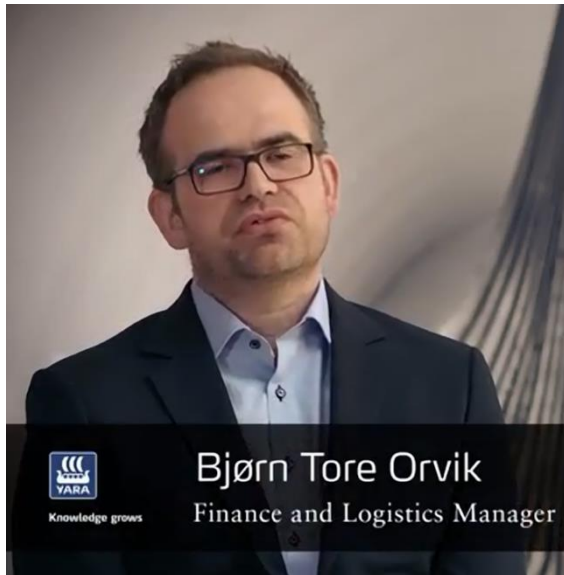 Bjørn Tore Orvik
Finance and Logistics Manager
YARA
Knowledge grows